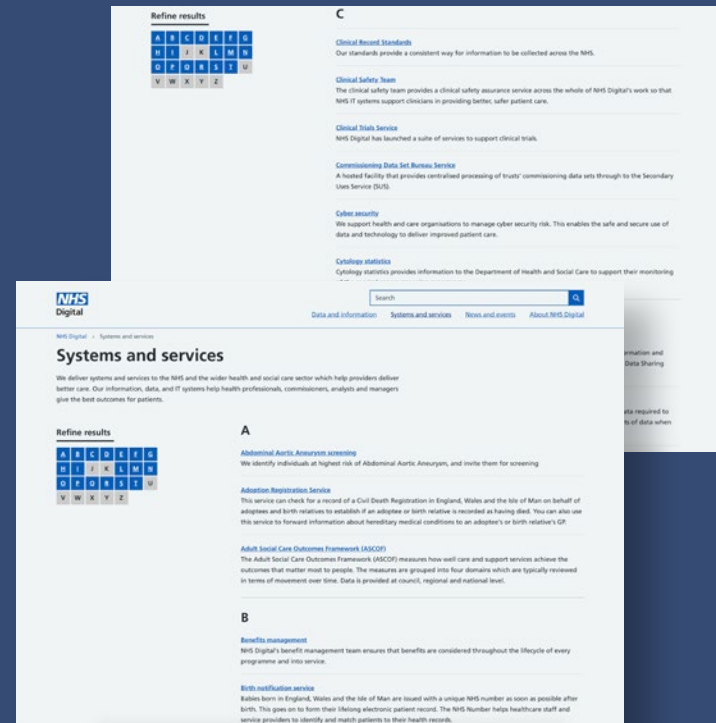 Refine results
A B C D E F G
H I J K L M N
O P Q R S T U
V W X Y Z
C
Clinical Record Standards
Our standards provide a consistent way for information to be collected across the NHS.
Clinical Safety Team
The clinical safety team provides a clinical safety assurance service across the whole of NHS Digital's work so that
NHS IT systems support clinicians in providing better, safer patient care.
Clinical Trials Service
NHS Digital has launched a suite of services to support clinical trials.
Commissioning Data Set Bureau Service
A hosted facility that provides centralised processing of trusts' commissioning data sets through to the Secondary
Uses Service (SUS).
Cyber security
We support health and care organisations to manage cyber security risk. This enables the safe and secure use of
data and technology to deliver improved patient care.
Cytology statistics
Cytology statistics provides information to the Department of Health and Social Care to support their monitoring
and
Data Sharing
data required to
of data when
NHS
Digital
Search
Data and information Systems and services News and events About NHS Digital
NHS Digital > Systems and services
Systems and services
We deliver systems and services to the NHS and the wider health and social care sector which help providers deliver
better care. Our information, data, and IT systems help health professionals, commissioners, analysts and managers
give the best outcomes for patients.
Refine results
A B C D E F G
H I J K L M N
O P Q R S T U
V W X Y Z
A
Abdominal Aortic Aneurysm screening
We identify individuals at highest risk of Abdominal Aortic Aneurysm, and invite them for screening
Adoption Registration Service
This service can check for a record of a Civil Death Registration in England, Wales and the Isle of Man on behalf of
adoptees and birth relatives to establish if an adoptee or birth relative is recorded as having died. You can also use
this service to forward information about hereditary medical conditions to an adoptee's or birth relative's GP.
Adult Social Care Outcomes Framework (ASCOF)
The Adult Social Care Outcomes Framework (ASCOF) measures how well care and support services achieve the
outcomes that matter most to people. The measures are grouped into four domains which are typically reviewed
in terms of movement over time. Data is provided at council, regional and national level.
B
Benefits management
NHS Digital's benefit management team ensures that benefits are considered throughout the lifecycle of every
programme and into service.
Birth notification service
Babies born in England, Wales and the Isle of Man are issued with a unique NHS number as soon as possible after
birth. This goes on to form their lifelong electronic patient record. The NHS Number helps healthcare staff and
service providers to identify and match patients to their health records.